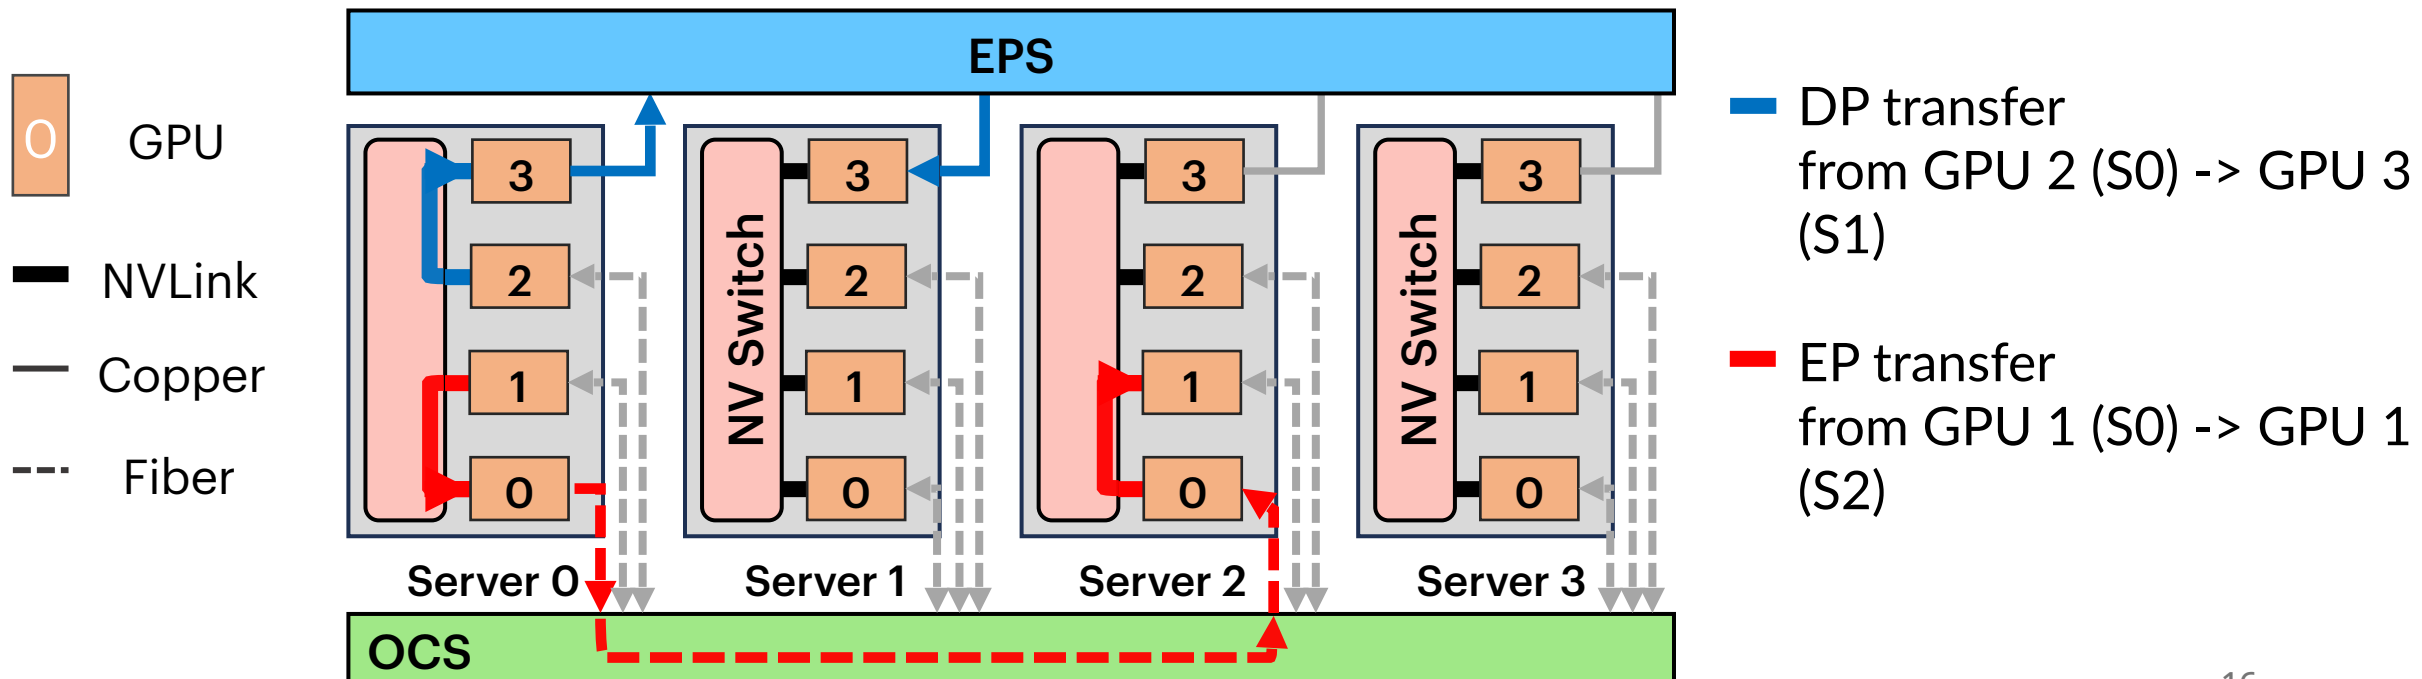 EPS
0 GPU
NVLink
Copper
Fiber
3
2
1
0
Server 0
NV Switch
3
2
1
0
Server 1
3
2
1
0
Server 2
NV Switch
3
2
1
0
Server 3
OCS
DP transfer
from GPU 2 (S0) -> GPU 3
(S1)
EP transfer
from GPU 1 (S0) -> GPU 1
(S2)